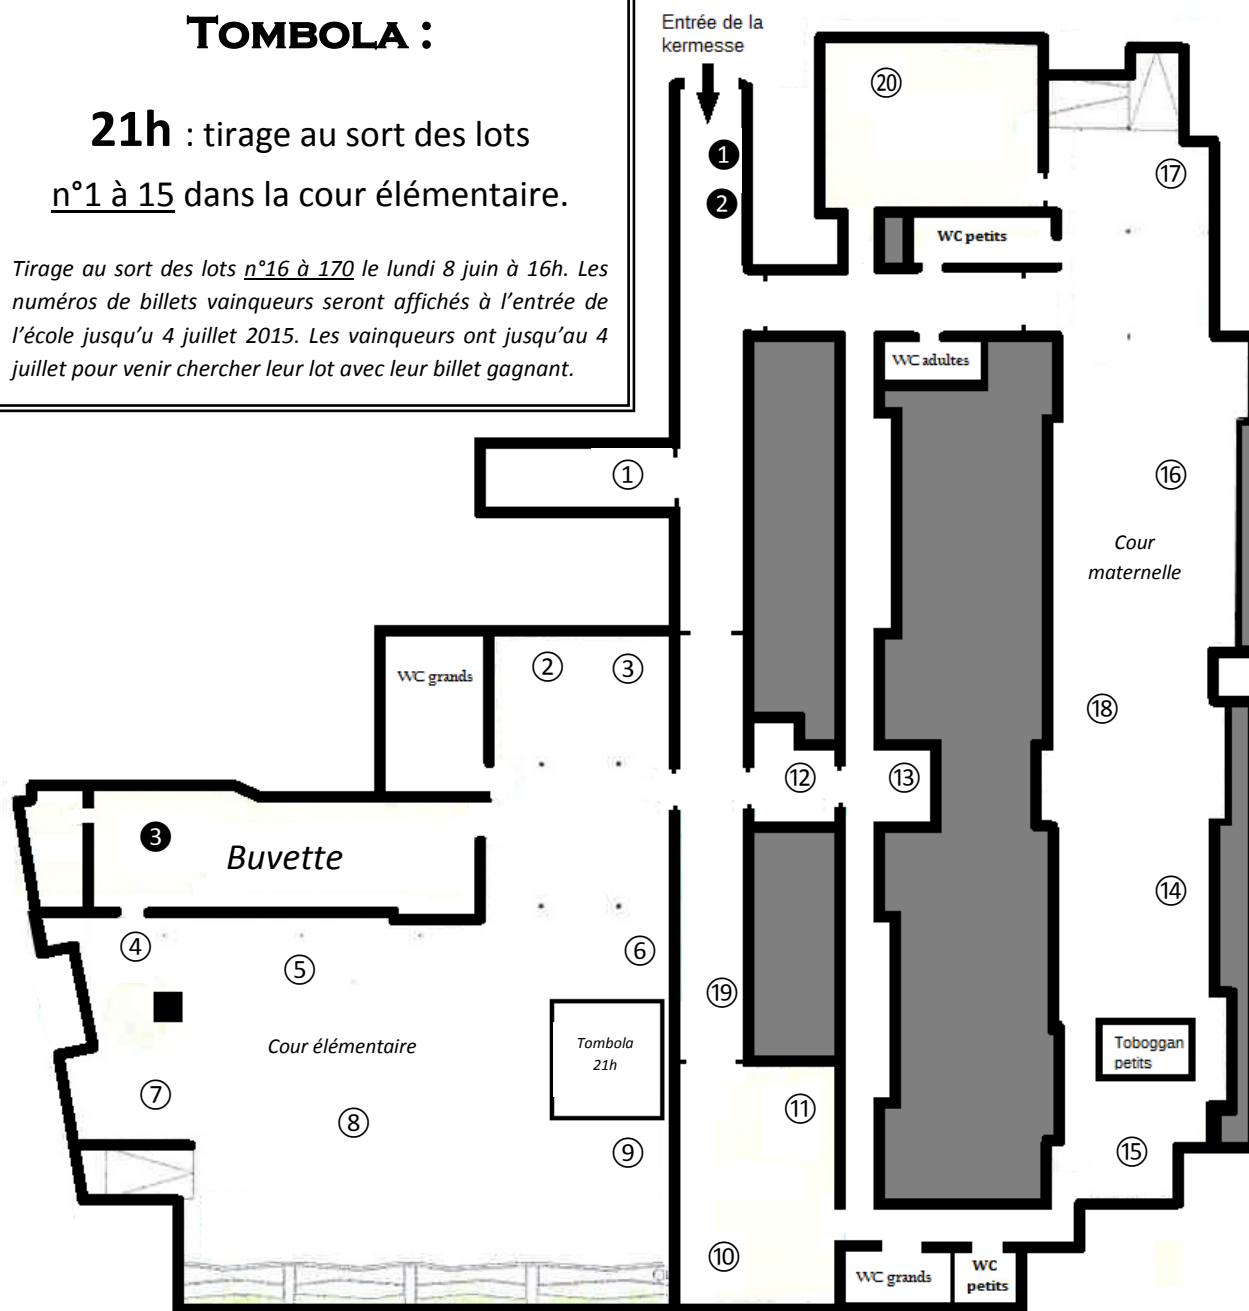 TOMBOLA :
21h : tirage au sort des lots
n°1 à 15 dans la cour élémentaire.
Tirage au sort des lots n°16 à 170 le lundi 8 juin à 16h. Les
numéros de billets vainqueurs seront affichés à l'entrée de
l'école jusqu'u 4 juillet 2015. Les vainqueurs ont jusqu'au 4
juillet pour venir chercher leur lot avec leur billet gagnant.
Entrée de la
kermesse
⑳
❶
⑰
❷
WC petits
WC adultes
①
⑯
Cour
maternelle
②
③
WC grands
⑱
⑫
⑬
❸
Buvette
⑭
④
⑥
⑤
⑲
Cour élémentaire
Tombola
21h
Toboggan
petits
⑦
⑪
⑧
⑨
⑮
⑩
WC grands
WC
petits